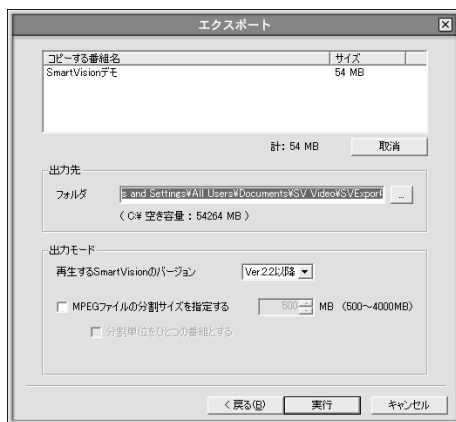 エクスポート
コピーする番組名 サイズ
SmartVisionデモ 54 MB
計: 54 MB 取消
出力先
フォルダ s and Settings¥All Users¥Documents¥SV Video¥SVExport ...
( C:¥ 空き容量 : 54264 MB )
出力モード
再生するSmartVisionのバージョン Ver.2.2以降
MPEGファイルの分割サイズを指定する 500 MB (500～4000MB)
分割単位をひとつの番組とする
< 戻る(B) 実行 キャンセル